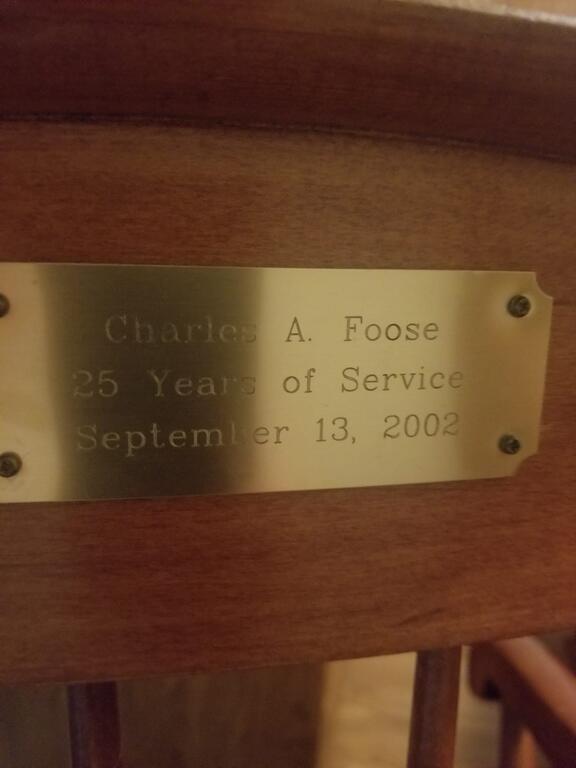 Charles A. Foose
25 Years of Service
September 13, 2002